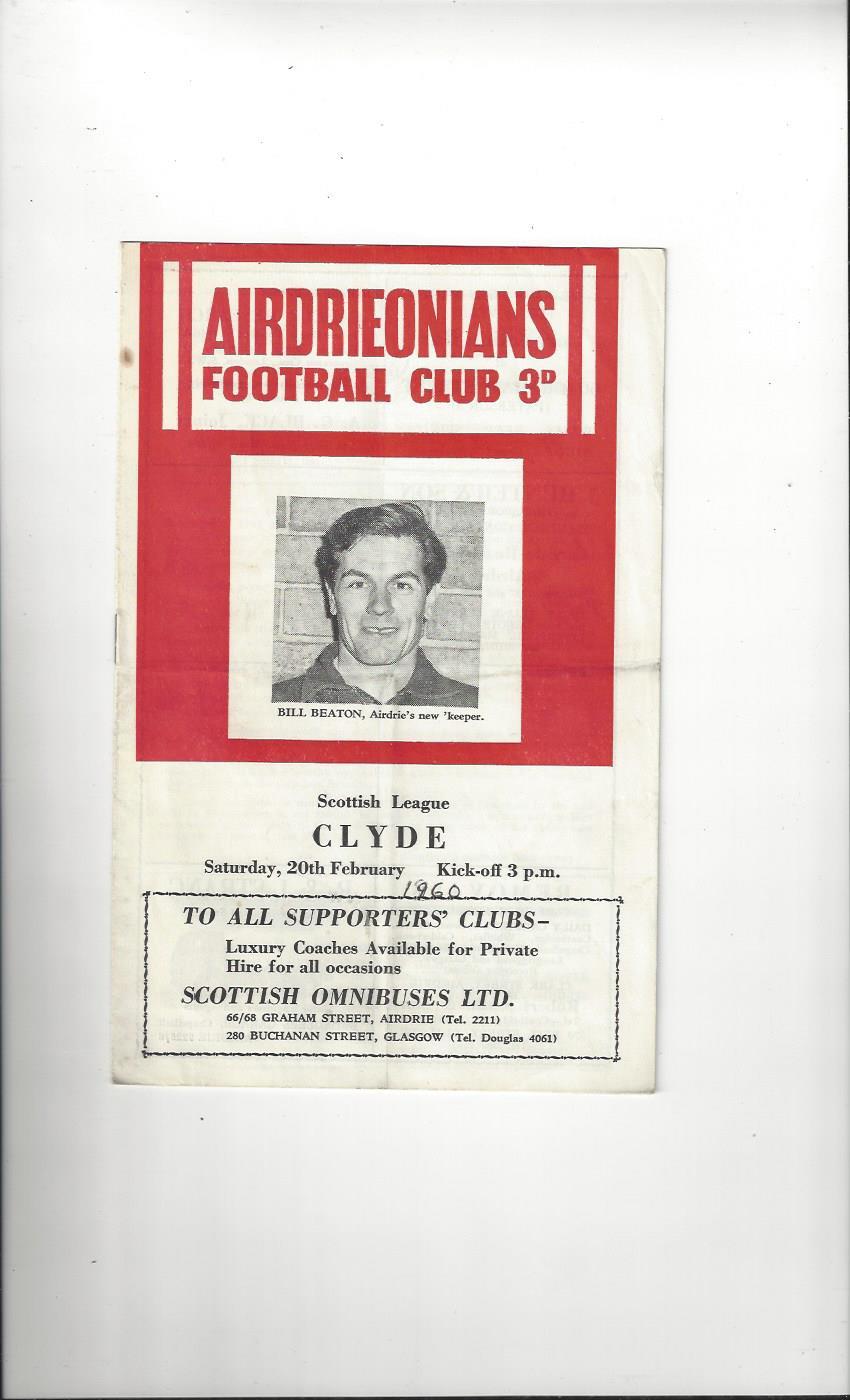 AIRDRIEONIANS
FOOTBALL CLUB 3D
BILL BEATON, Airdrie's new 'keeper.
Scottish League
CLYDE
Saturday, 20th February Kick-off 3 p.m.
1960
TO ALL SUPPORTERS' CLUBS-
Luxury Coaches Available for Private
Hire for all occasions
SCOTTISH OMNIBUSES LTD.
66/68 GRAHAM STREET, AIRDRIE (Tel. 2211)
280 BUCHANAN STREET, GLASGOW (Tel. Douglas 4061)